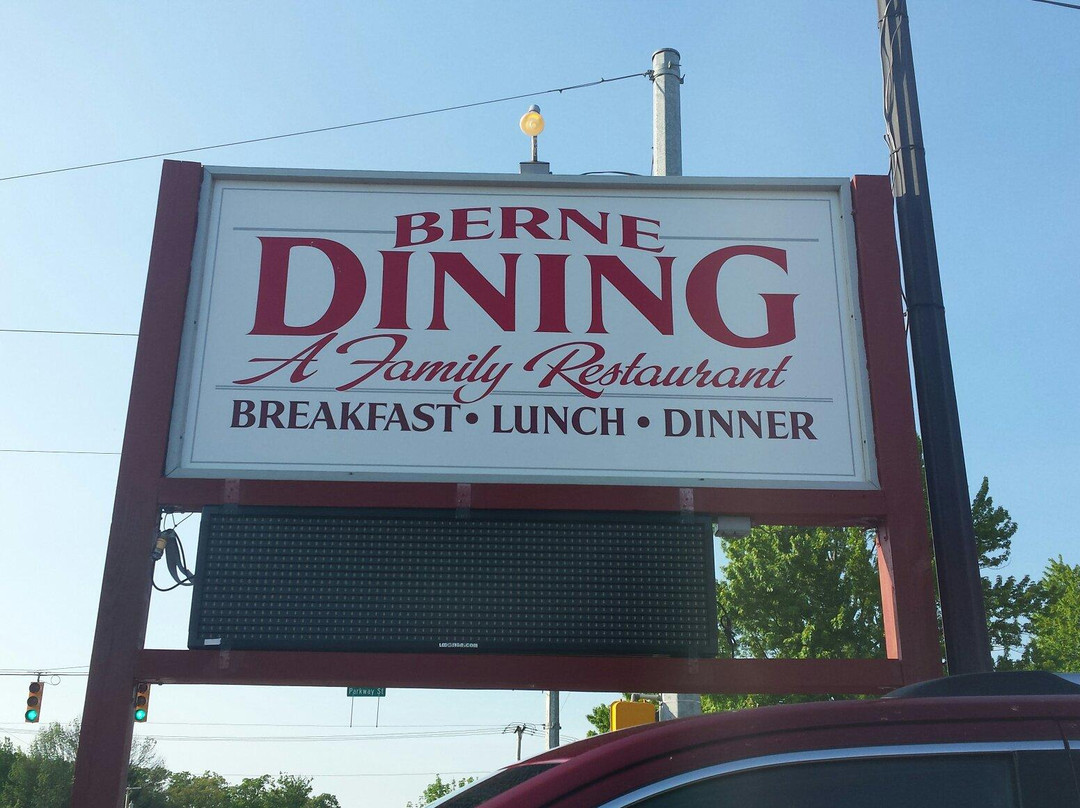 BERNE
DINING
A Family Restaurant
BREAKFAST • LUNCH • DINNER
Parkway St